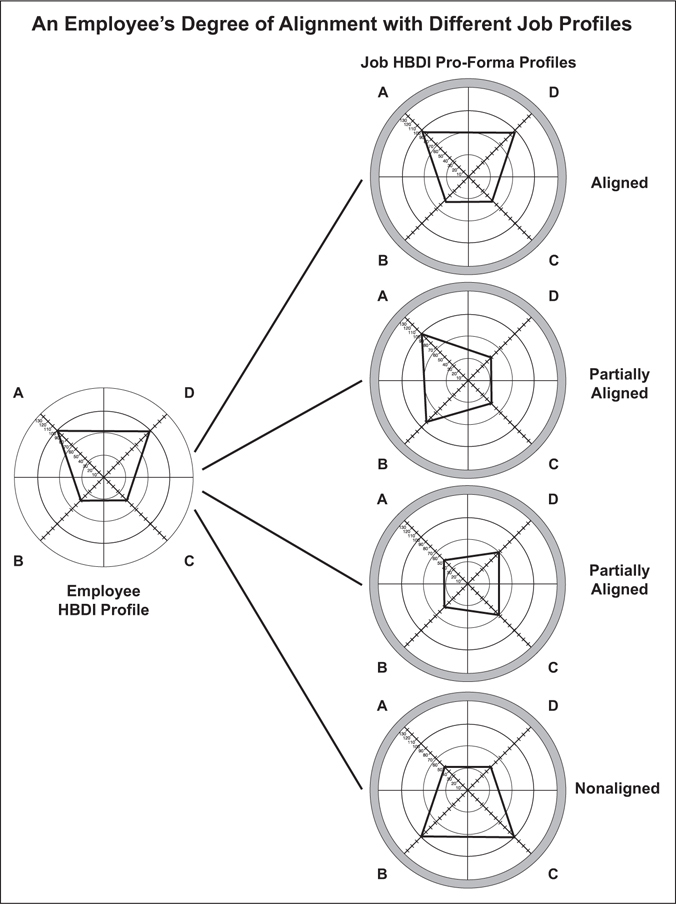 An Employee's Degree of Alignment with Different Job Profiles
Job HBDI Pro-Forma Profiles
A
D
Aligned
B
C
A
D
Partially
Aligned
B
C
A
D
B
C
Employee
HBDI Profile
A
D
Partially
Aligned
B
C
A
D
Nonaligned
B
C